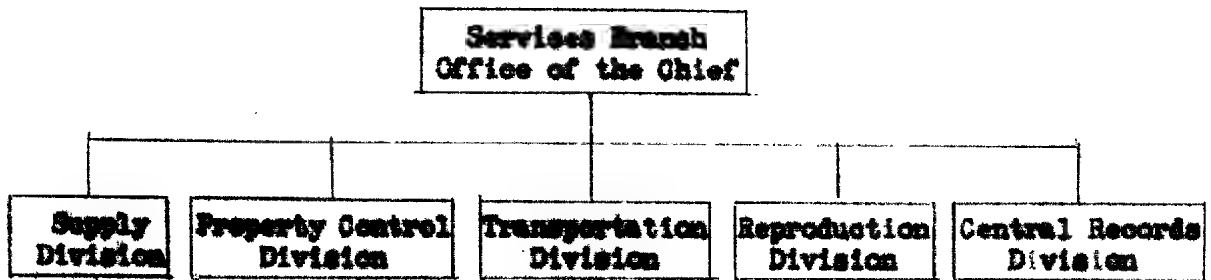 Services Branch
Office of the Chief
Supply
Division
Property Control
Division
Transportation
Division
Reproduction
Division
Central Records
Division